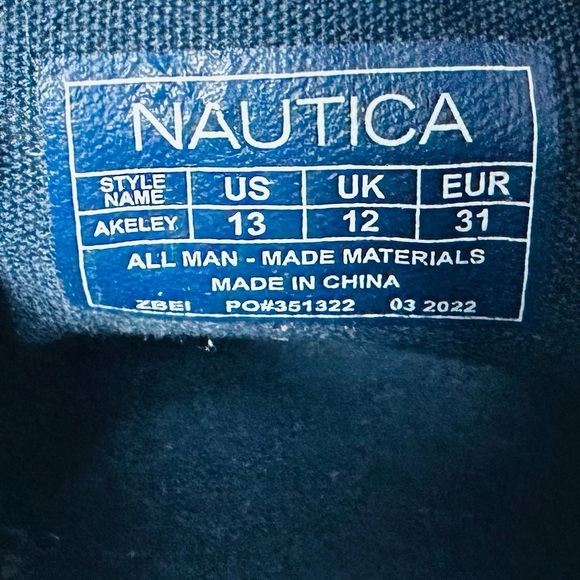 NAUTICA
STYLE NAME US UK EUR
AKELEY 13 12 31
ALL MAN - MADE MATERIALS
MADE IN CHINA
ZBEI PO#351322 03 2022